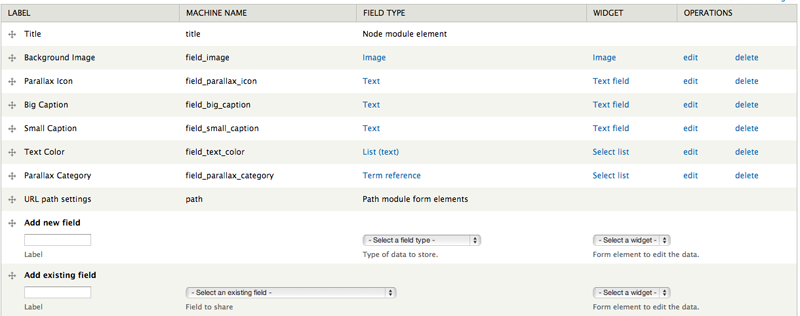 LABEL MACHINE NAME FIELD TYPE WIDGET OPERATIONS
Title title Node module element
Background Image field_image Image Image edit delete
Parallax Icon field_parallax_icon Text Text field edit delete
Big Caption field_big_caption Text Text field edit delete
Small Caption field_small_caption Text Text field edit delete
Text Color field_text_color List (text) Select list edit delete
Parallax Category field_parallax_category Term reference Select list edit delete
URL path settings path Path module form elements
Add new field
- Select a field type - - Select a widget -
Label Type of data to store. Form element to edit the data.
Add existing field
- Select an existing field - - Select a widget -
Label Field to share Form element to edit the data.